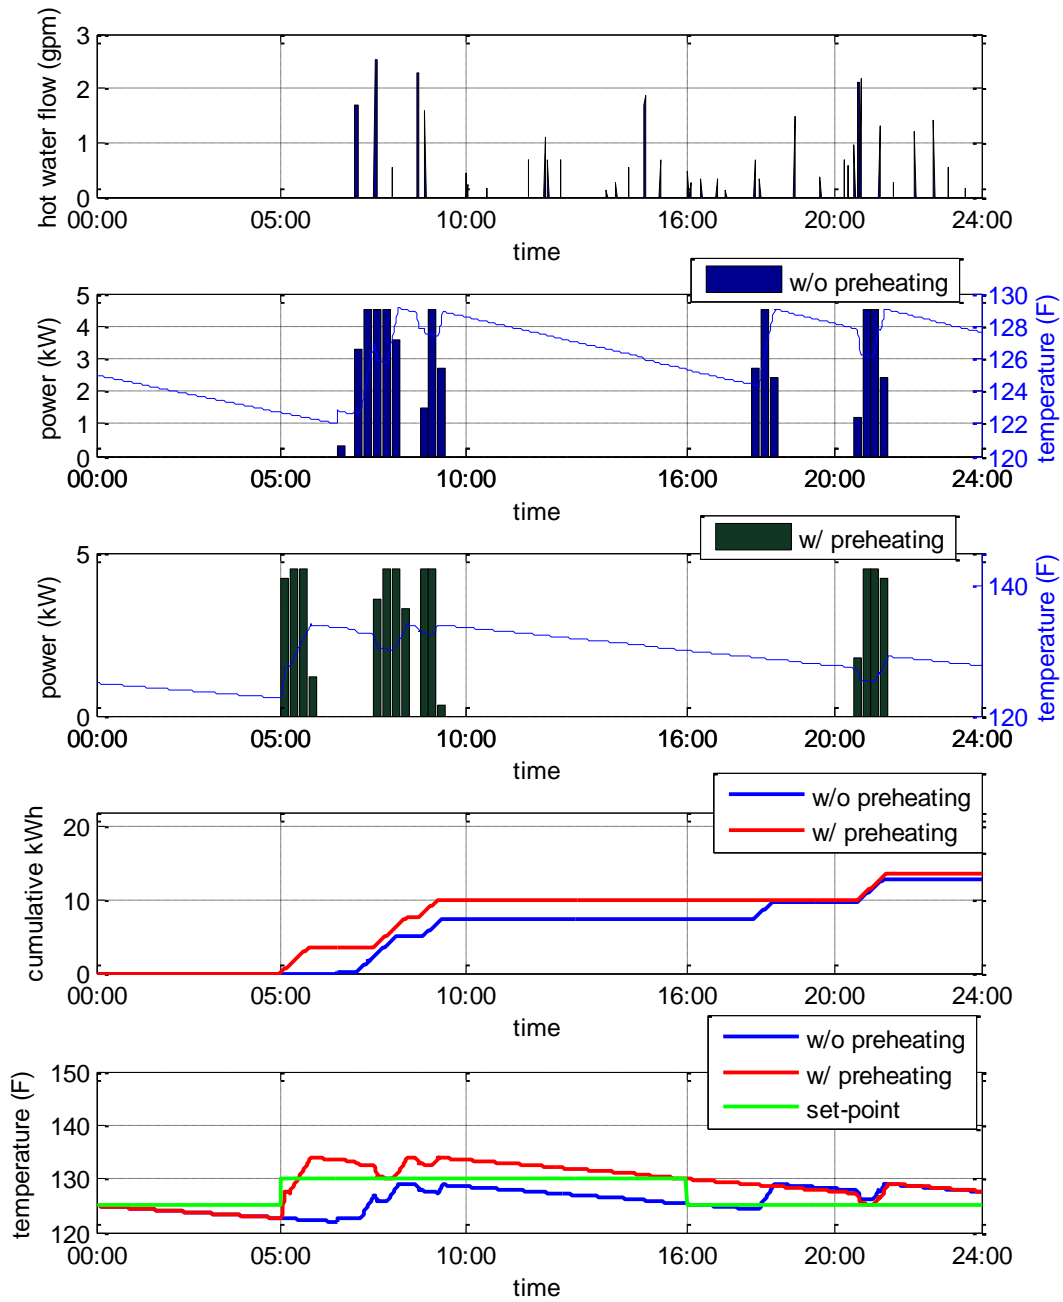 hot water flow (gpm)
3
2
1
0
00:00 05:00 10:00 16:00 20:00 24:00
time
w/o preheating
power (kW)
temperature (F)
5 130
4 128
3 126
2 124
1 122
0 120
00:00 05:00 10:00 16:00 20:00 24:00
time
w/ preheating
power (kW)
temperature (F)
5
140
0 120
00:00 05:00 10:00 16:00 20:00 24:00
time
w/o preheating
w/ preheating
cumulative kWh
20
10
0
00:00 05:00 10:00 16:00 20:00 24:00
time
w/o preheating
w/ preheating
set-point
temperature (F)
150
140
130
120
00:00 05:00 10:00 16:00 20:00 24:00
time